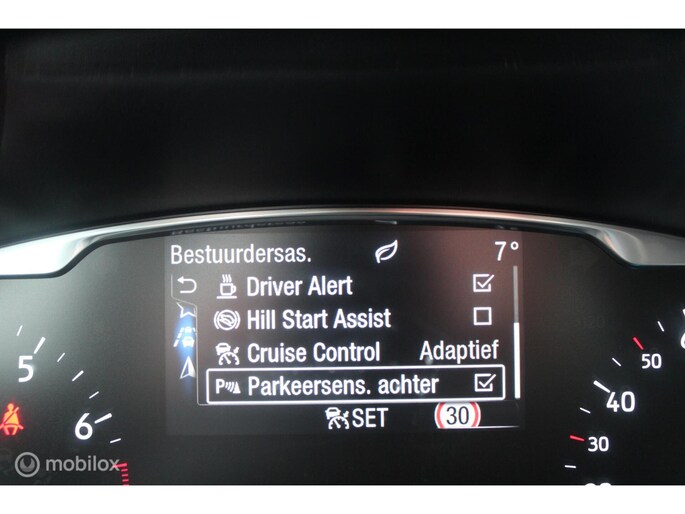 Bestuurdersas. 7°
Driver Alert
Hill Start Assist
Cruise Control Adaptief
P Parkeersens. achter
SET 30
5
6
50
40
30
mobilox